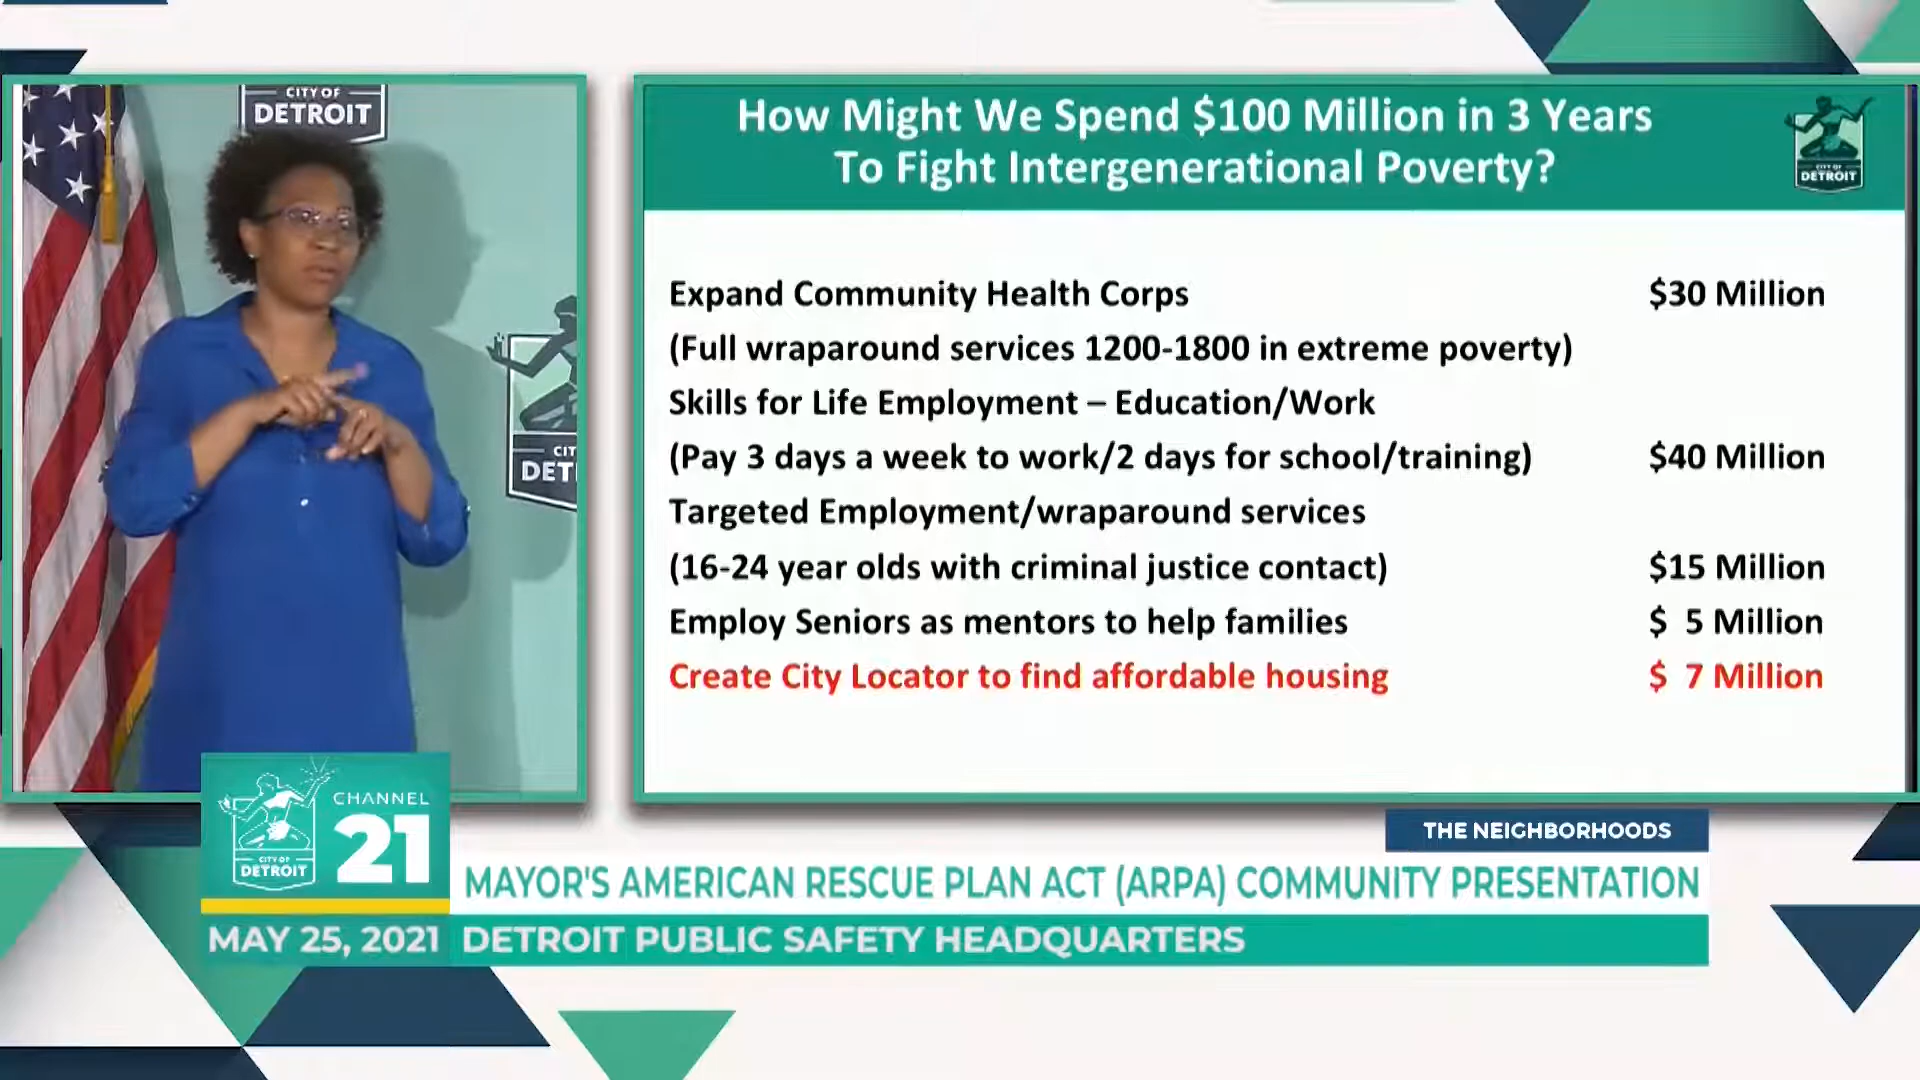 CITY OF
DETROIT
CIT
DET
How Might We Spend $100 Million in 3 Years
To Fight Intergenerational Poverty?
CITY OF
DETROIT
Expand Community Health Corps $30 Million
(Full wraparound services 1200-1800 in extreme poverty)
Skills for Life Employment – Education/Work
(Pay 3 days a week to work/2 days for school/training) $40 Million
Targeted Employment/wraparound services
(16-24 year olds with criminal justice contact) $15 Million
Employ Seniors as mentors to help families $ 5 Million
Create City Locator to find affordable housing $ 7 Million
CITY OF
DETROIT
CHANNEL
21
THE NEIGHBORHOODS
MAYOR'S AMERICAN RESCUE PLAN ACT (ARPA) COMMUNITY PRESENTATION
MAY 25, 2021 DETROIT PUBLIC SAFETY HEADQUARTERS